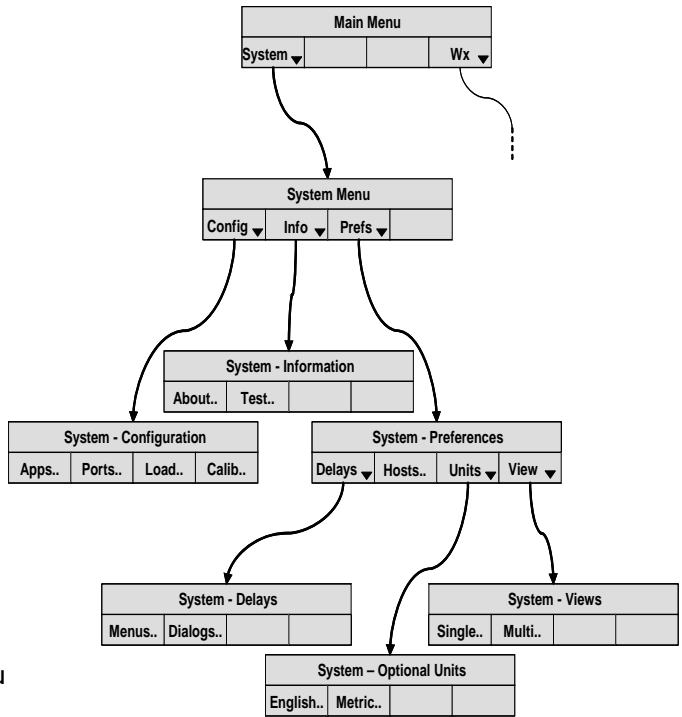 Main Menu
System Wx
System Menu
Config Info Prefs
System - Information
About.. Test..
System - Configuration
Apps.. Ports.. Load.. Calib..
System - Preferences
Delays Hosts.. Units View
System - Delays
Menus.. Dialogs..
System - Views
Single.. Multi..
System – Optional Units
English.. Metric..